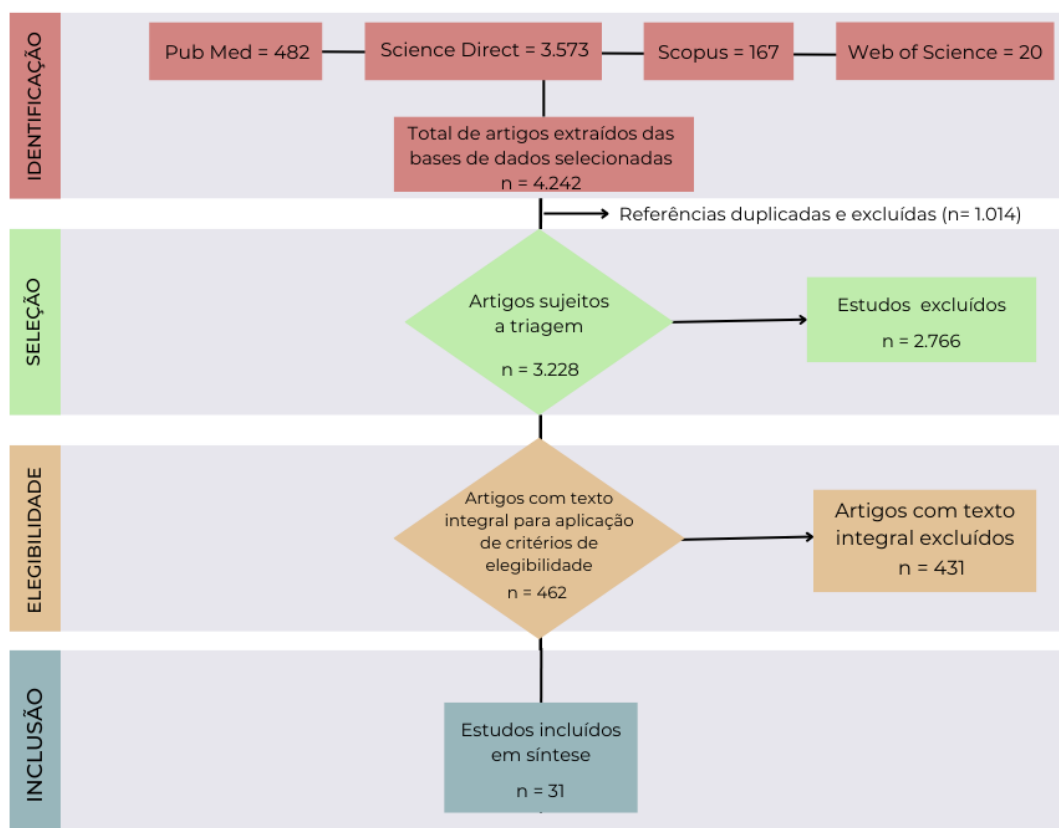 IDENTIFICAÇÃO
Pub Med = 482
Science Direct = 3.573
Scopus = 167
Web of Science = 20
Total de artigos extraídos das
bases de dados selecionadas
n = 4.242
Referências duplicadas e excluídas (n= 1.014)
SELEÇÃO
Artigos sujeitos
a triagem
n = 3.228
Estudos excluídos
n = 2.766
ELEGIBILIDADE
Artigos com texto
integral para aplicação
de critérios de
elegibilidade
n = 462
Artigos com texto
integral excluídos
n = 431
INCLUSÃO
Estudos incluídos
em síntese
n = 31